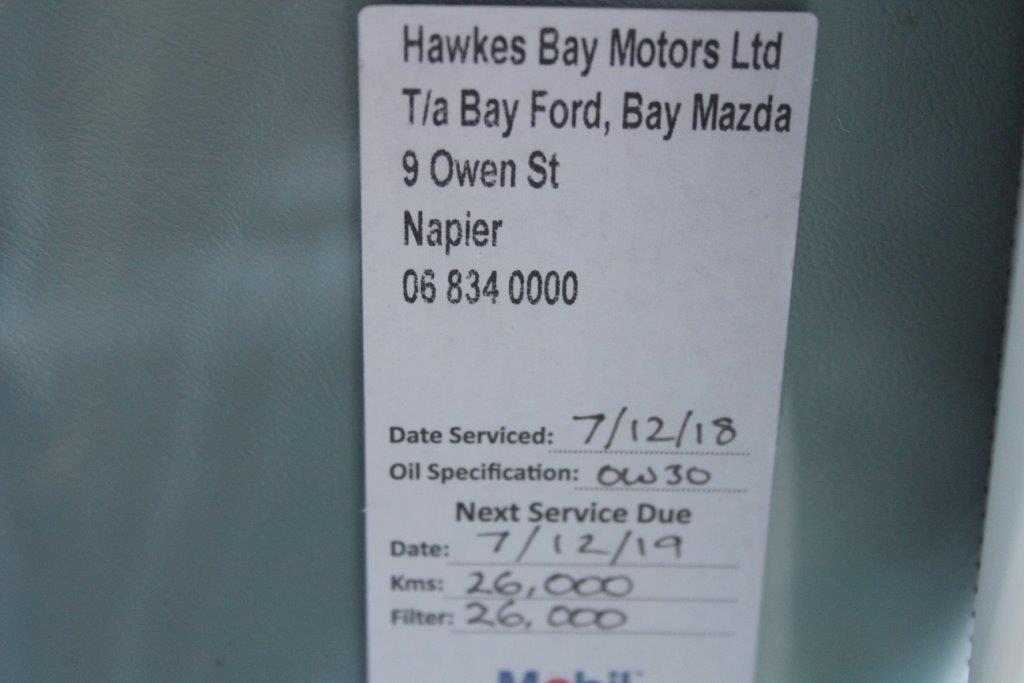 Hawkes Bay Motors Ltd
T/a Bay Ford, Bay Mazda
9 Owen St
Napier
06 834 0000
Date Serviced: 7/12/18
Oil Specification: 0W30
Next Service Due
Date: 7/12/19
Kms: 26,000
Filter: 26,000
Mobil